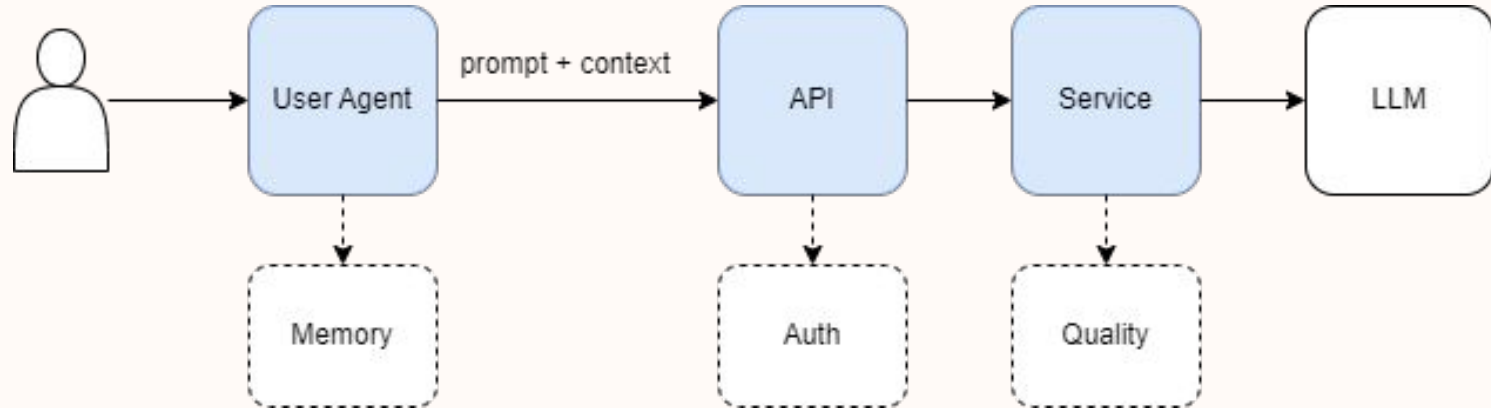 prompt + context
User Agent
API
Service
LLM
Memory
Auth
Quality